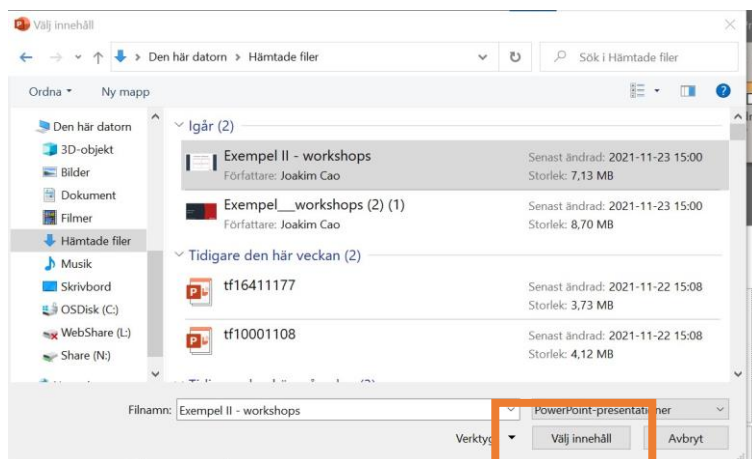 Välj innehåll
Den här datorn > Hämtade filer
Sök i Hämtade filer
Ordna
Ny mapp
Den här datorn
3D-objekt
Bilder
Dokument
Filmer
Hämtade filer
Musik
Skrivbord
OSDisk (C:)
WebShare (L:)
Share (N:)
Igår (2)
Exempel II - workshops
Författare: Joakim Cao
Senast ändrad: 2021-11-23 15:00
Storlek: 7,13 MB
Exempel__workshops (2) (1)
Författare: Joakim Cao
Senast ändrad: 2021-11-23 15:00
Storlek: 8,70 MB
Tidigare den här veckan (2)
tf16411177
Senast ändrad: 2021-11-22 15:08
Storlek: 3,73 MB
tf10001108
Senast ändrad: 2021-11-22 15:08
Storlek: 4,12 MB
Filnamn: Exempel II - workshops
Verktyg
Välj innehåll
Avbryt